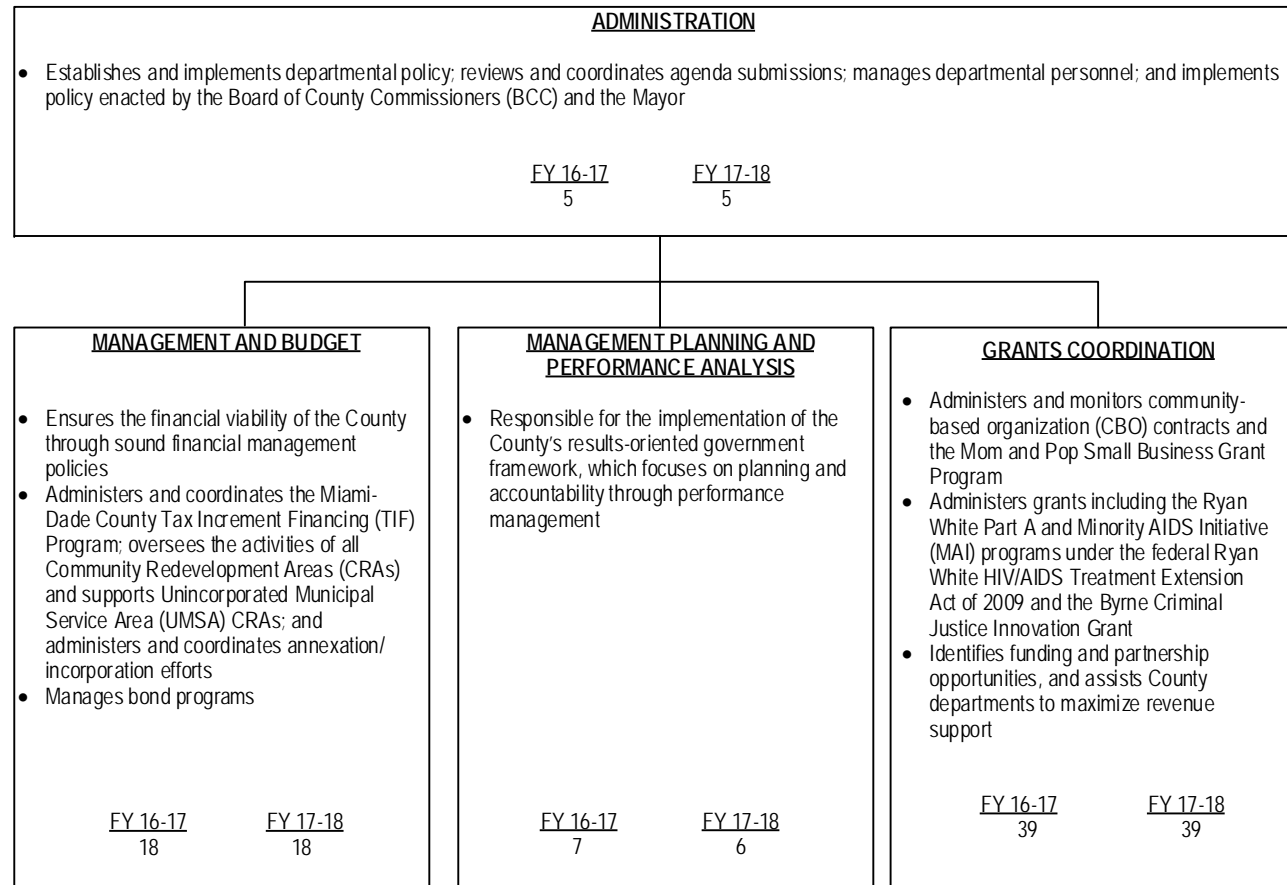 ADMINISTRATION
• Establishes and implements departmental policy; reviews and coordinates agenda submissions; manages departmental personnel; and implements
policy enacted by the Board of County Commissioners (BCC) and the Mayor
FY 16-17 FY 17-18
5 5
MANAGEMENT AND BUDGET
• Ensures the financial viability of the County
through sound financial management
policies
• Administers and coordinates the Miami-
Dade County Tax Increment Financing (TIF)
Program; oversees the activities of all
Community Redevelopment Areas (CRAs)
and supports Unincorporated Municipal
Service Area (UMSA) CRAs; and
administers and coordinates annexation/
incorporation efforts
• Manages bond programs
FY 16-17 FY 17-18
18 18
MANAGEMENT PLANNING AND
PERFORMANCE ANALYSIS
• Responsible for the implementation of the
County's results-oriented government
framework, which focuses on planning and
accountability through performance
management
FY 16-17 FY 17-18
7 6
GRANTS COORDINATION
• Administers and monitors community-
based organization (CBO) contracts and
the Mom and Pop Small Business Grant
Program
• Administers grants including the Ryan
White Part A and Minority AIDS Initiative
(MAI) programs under the federal Ryan
White HIV/AIDS Treatment Extension
Act of 2009 and the Byrne Criminal
Justice Innovation Grant
• Identifies funding and partnership
opportunities, and assists County
departments to maximize revenue
support
FY 16-17 FY 17-18
39 39